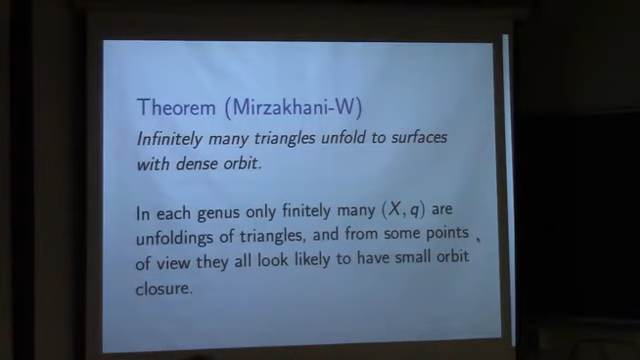 Theorem (Mirzakhani-W)
Infinitely many triangles unfold to surfaces
with dense orbit.
In each genus only finitely many (X, q) are
unfoldings of triangles, and from some points
of view they all look likely to have small orbit
closure.